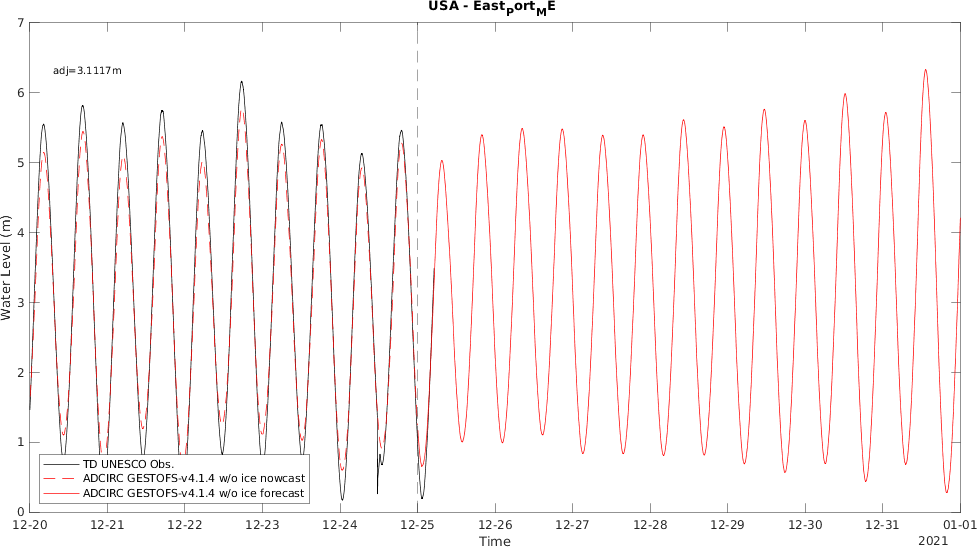 USA - EastPortME
7
adj=3.1117m
6
5
4
3
2
1
0
Water Level (m)
TD UNESCO Obs.
ADCIRC GESTOFS-v4.1.4 w/o ice nowcast
ADCIRC GESTOFS-v4.1.4 w/o ice forecast
12-20 12-21 12-22 12-23 12-24 12-25 12-26 12-27 12-28 12-29 12-30 12-31 01-01
Time
2021